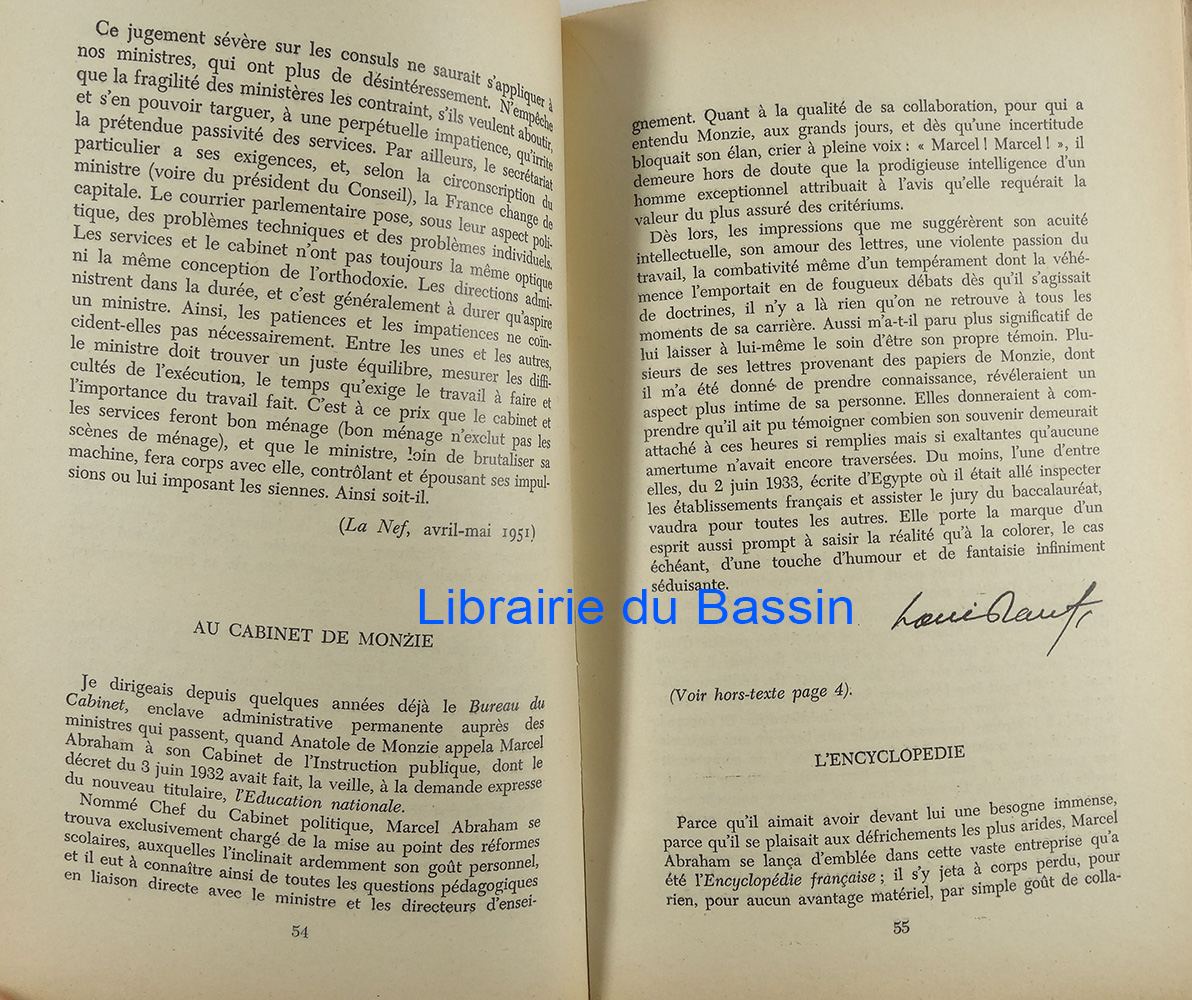 Ce jugement sévère sur les consuls ne saurait s'appliquer à
nos ministres, qui ont plus de désintéressement. N'empêche
que la fragilité des ministères les contraint, s'ils veulent aboutir,
et s'en pouvoir targuer, à une perpétuelle impatience, qu'irrite
la prétendue passivité des services. Par ailleurs, le secrétariat
particulier a ses exigences, et, selon la circonscription du
ministre (voire du président du Conseil), la France change de
capitale. Le courrier parlementaire pose, sous leur aspect poli-
tique, des problèmes techniques et des problèmes individuels.
Les services et le cabinet n'ont pas toujours la même optique
ni la même conception de l'orthodoxie. Les directions admi-
nistrent dans la durée, et c'est généralement à durer qu'aspire
un ministre. Ainsi, les patiences et les impatiences ne coïn-
cident-elles pas nécessairement. Entre les unes et les autres,
le ministre doit trouver un juste équilibre, mesurer les diffi-
cultés de l'exécution, le temps qu'exige le travail à faire et
l'importance du travail fait. C'est à ce prix que le cabinet et
les services feront bon ménage (bon ménage n'exclut pas les
scènes de ménage), et que le ministre, loin de brutaliser sa
machine, fera corps avec elle, contrôlant et épousant ses impul-
sions ou lui imposant les siennes. Ainsi soit-il.
(La Nef, avril-mai 1951)
AU CABINET DE MONZIE
Je dirigeais depuis quelques années déjà le Bureau du
Cabinet, enclave administrative permanente auprès des
ministres qui passent, quand Anatole de Monzie appela Marcel
Abraham à son Cabinet de l'Instruction publique, dont le
décret du 3 juin 1932 avait fait, la veille, à la demande expresse
du nouveau titulaire, l'Education nationale.
Nommé Chef du Cabinet politique, Marcel Abraham se
trouva exclusivement chargé de la mise au point des réformes
scolaires, auxquelles l'inclinait ardemment son goût personnel,
et il eut à connaître ainsi de toutes les questions pédagogiques
en liaison directe avec le ministre et les directeurs d'ensei-
54
gnement. Quant à la qualité de sa collaboration, pour qui a
entendu Monzie, aux grands jours, et dès qu'une incertitude
bloquait son élan, crier à pleine voix : « Marcel ! Marcel ! », il
demeure hors de doute que la prodigieuse intelligence d'un
homme exceptionnel attribuait à l'avis qu'elle requérait la
valeur du plus assuré des critériums.
Dès lors, les impressions que me suggérèrent son acuité
intellectuelle, son amour des lettres, une violente passion du
travail, la combativité même d'un tempérament dont la véhé-
mence l'emportait en de fougueux débats dès qu'il s'agissait
de doctrines, il n'y a là rien qu'on ne retrouve à tous les
moments de sa carrière. Aussi m'a-t-il paru plus significatif de
lui laisser à lui-même le soin d'être son propre témoin. Plu-
sieurs de ses lettres provenant des papiers de Monzie, dont
il m'a été donné de prendre connaissance, révéleraient un
aspect plus intime de sa personne. Elles donneraient à com-
prendre qu'il ait pu témoigner combien son souvenir demeurait
attaché à ces heures si remplies mais si exaltantes qu'aucune
amertume n'avait encore traversées. Du moins, l'une d'entre
elles, du 2 juin 1933, écrite d'Egypte où il était allé inspecter
les établissements français et assister le jury du baccalauréat,
vaudra pour toutes les autres. Elle porte la marque d'un
esprit aussi prompt à saisir la réalité qu'à la colorer, le cas
échéant, d'une touche d'humour et de fantaisie infiniment
séduisante.
Librairie du Bassin
(Voir hors-texte page 4).
L'ENCYCLOPEDIE
Parce qu'il aimait avoir devant lui une besogne immense,
parce qu'il se plaisait aux défrichements les plus arides, Marcel
Abraham se lança d'emblée dans cette vaste entreprise qu'a
été l'Encyclopédie française ; il s'y jeta à corps perdu, pour
rien, pour aucun avantage matériel, par simple goût de colla-
55